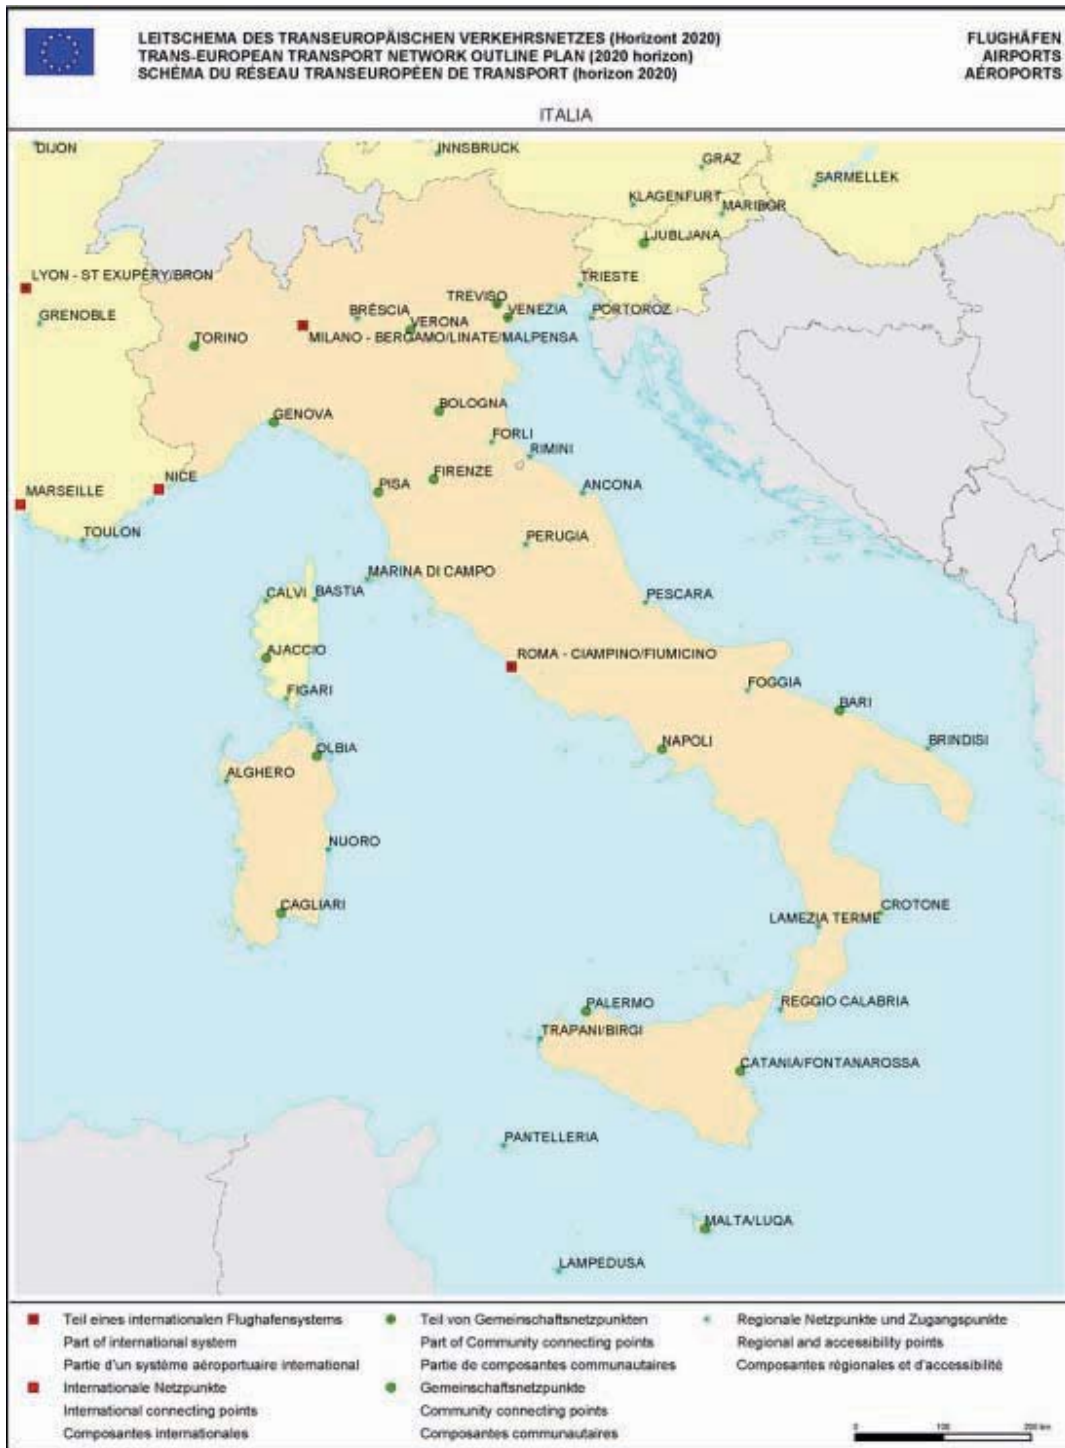 LEITSCHEMA DES TRANSEUROPÄISCHEN VERKEHRSNETZES (Horizont 2020)
TRANS-EUROPEAN TRANSPORT NETWORK OUTLINE PLAN (2020 horizon)
SCHÉMA DU RÉSEAU TRANSEUROPÉEN DE TRANSPORT (horizon 2020)
FLUGHÄFEN
AIRPORTS
AÉROPORTS
ITALIA
DIJON
INNSBRUCK
GRAZ
SARMELLEK
KLAGENFURT
MARIBOR
LJUBLJANA
LYON - ST EXUPÉRY/BRON
TRIESTE
TREVISO
GRENOBLE
BRÉSCIA
VENEZIA
PORTOROZ
VERONA
TORINO
MILANO - BERGAMO/LINATE/MALPENSA
BOLOGNA
GENOVA
FORLI
RIMINI
FIRENZE
NICE
PISA
MARSEILLE
ANCONA
TOULON
PERUGIA
MARINA DI CAMPO
CALVI
BASTIA
PESCARA
AJACCIO
ROMA - CIAMPINO/FIUMICINO
FIGARI
FOGGIA
BARI
OLBIA
NAPOLI
BRINDISI
ALGHERO
NUORO
CAGLIARI
CROTONE
LAMEZIA TERME
PALERMO
REGGIO CALABRIA
TRAPANI/BIRGI
CATANIA/FONTANAROSSA
PANTELLERIA
MALTA/LUQA
LAMPEDUSA
Teil eines internationalen Flughafensystems
Part of international system
Partie d'un système aéroportuaire international
Internationale Netzpunkte
International connecting points
Composantes internationales
Teil von Gemeinschaftsnetzpunkten
Part of Community connecting points
Partie de composantes communautaires
Gemeinschaftsnetzpunkte
Community connecting points
Composantes communautaires
Regionale Netzpunkte und Zugangspunkte
Regional and accessibility points
Composantes régionales et d'accessibilité
0 100 200 km